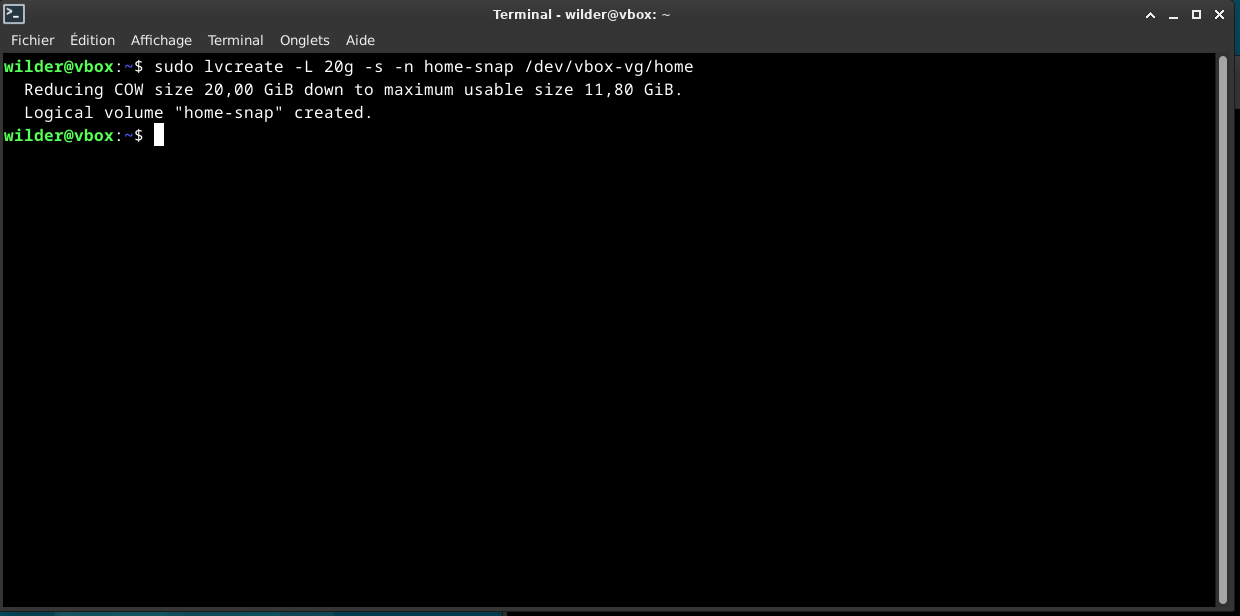 Terminal - wilder@vbox: ~
Fichier Édition Affichage Terminal Onglets Aide
wilder@vbox:~$ sudo lvcreate -L 20g -s -n home-snap /dev/vbox-vg/home
  Reducing COW size 20,00 GiB down to maximum usable size 11,80 GiB.
  Logical volume "home-snap" created.
wilder@vbox:~$